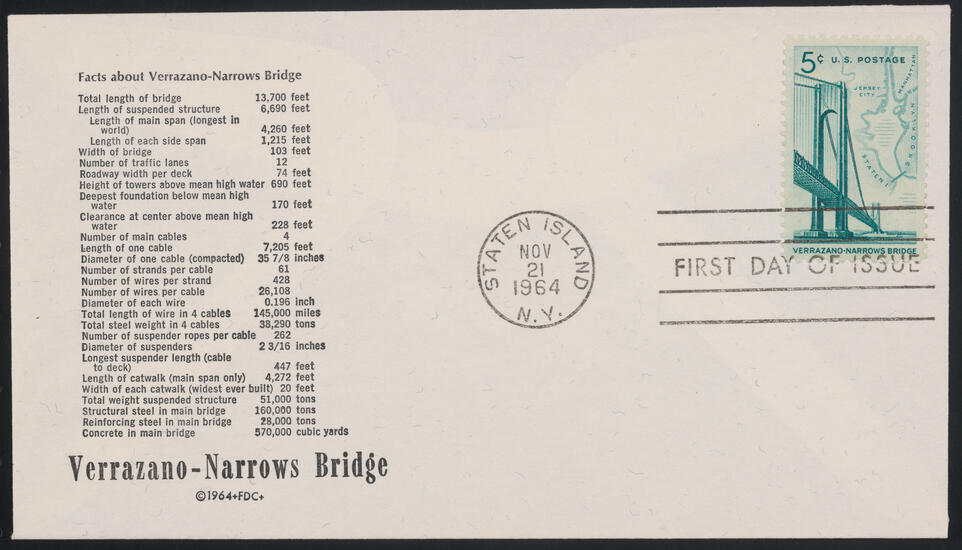 Facts about Verrazano-Narrows Bridge
Total length of bridge 13,700 feet
Length of suspended structure 6,690 feet
Length of main span (longest in
world) 4,260 feet
Length of each side span 1,215 feet
Width of bridge 103 feet
Number of traffic lanes 12
Roadway width per deck 74 feet
Height of towers above mean high water 690 feet
Deepest foundation below mean high
water 170 feet
Clearance at center above mean high
water 228 feet
Number of main cables 4
Length of one cable 7,205 feet
Diameter of one cable (compacted) 35 7/8 inches
Number of strands per cable 61
Number of wires per strand 428
Number of wires per cable 26,108
Diameter of each wire 0.196 inch
Total length of wire in 4 cables 145,000 miles
Total steel weight in 4 cables 38,290 tons
Number of suspender ropes per cable 262
Diameter of suspenders 2 3/16 inches
Longest suspender length (cable
to deck) 447 feet
Length of catwalk (main span only) 4,272 feet
Width of each catwalk (widest ever built) 20 feet
Total weight suspended structure 51,000 tons
Structural steel in main bridge 160,000 tons
Reinforcing steel in main bridge 28,000 tons
Concrete in main bridge 570,000 cubic yards
Verrazano-Narrows Bridge
©1964+FDC+
STATEN ISLAND
NOV
21
1964
N.Y.
5¢ U.S. POSTAGE
JERSEY
CITY
MANHATTAN
BROOKLYN
STATEN I.
VERRAZANO-NARROWS BRIDGE
FIRST DAY OF ISSUE